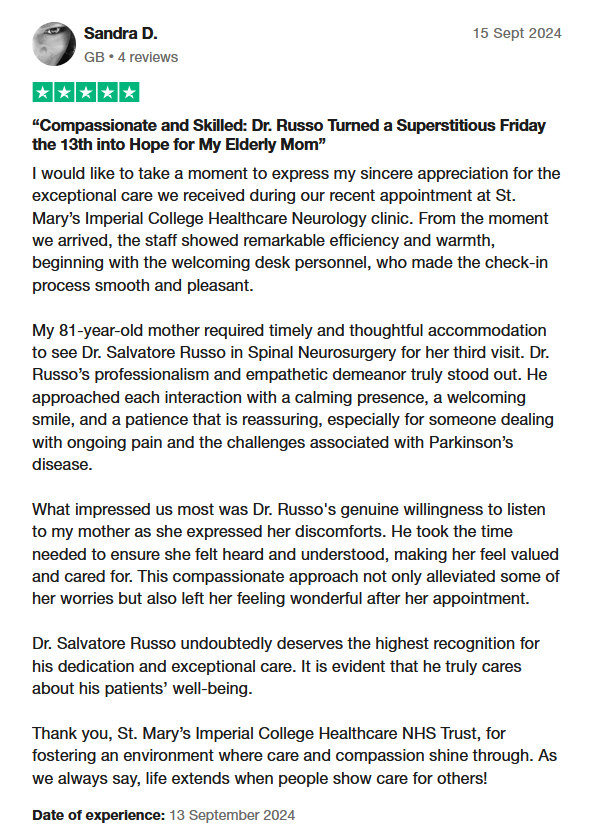 Sandra D.
15 Sept 2024
GB • 4 reviews
“Compassionate and Skilled: Dr. Russo Turned a Superstitious Friday
the 13th into Hope for My Elderly Mom”
I would like to take a moment to express my sincere appreciation for the
exceptional care we received during our recent appointment at St.
Mary’s Imperial College Healthcare Neurology clinic. From the moment
we arrived, the staff showed remarkable efficiency and warmth,
beginning with the welcoming desk personnel, who made the check-in
process smooth and pleasant.
My 81-year-old mother required timely and thoughtful accommodation
to see Dr. Salvatore Russo in Spinal Neurosurgery for her third visit. Dr.
Russo’s professionalism and empathetic demeanor truly stood out. He
approached each interaction with a calming presence, a welcoming
smile, and a patience that is reassuring, especially for someone dealing
with ongoing pain and the challenges associated with Parkinson’s
disease.
What impressed us most was Dr. Russo's genuine willingness to listen
to my mother as she expressed her discomforts. He took the time
needed to ensure she felt heard and understood, making her feel valued
and cared for. This compassionate approach not only alleviated some of
her worries but also left her feeling wonderful after her appointment.
Dr. Salvatore Russo undoubtedly deserves the highest recognition for
his dedication and exceptional care. It is evident that he truly cares
about his patients’ well-being.
Thank you, St. Mary’s Imperial College Healthcare NHS Trust, for
fostering an environment where care and compassion shine through. As
we always say, life extends when people show care for others!
Date of experience: 13 September 2024